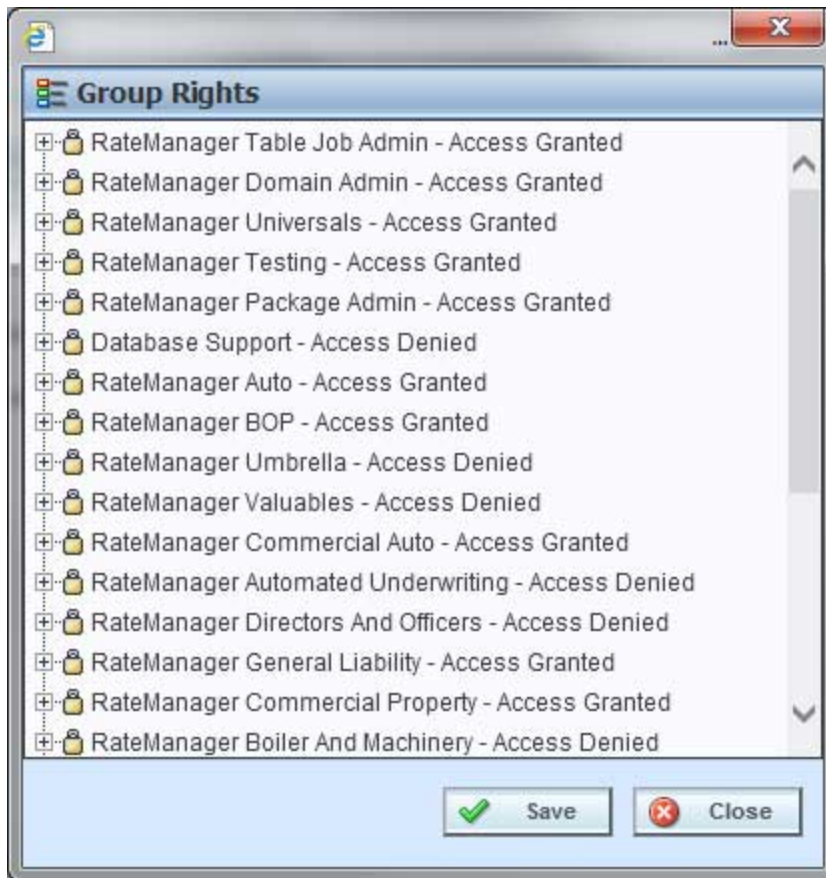 ...
Group Rights
RateManager Table Job Admin - Access Granted
RateManager Domain Admin - Access Granted
RateManager Universals - Access Granted
RateManager Testing - Access Granted
RateManager Package Admin - Access Granted
Database Support - Access Denied
RateManager Auto - Access Granted
RateManager BOP - Access Granted
RateManager Umbrella - Access Denied
RateManager Valuables - Access Denied
RateManager Commercial Auto - Access Granted
RateManager Automated Underwriting - Access Denied
RateManager Directors And Officers - Access Denied
RateManager General Liability - Access Granted
RateManager Commercial Property - Access Granted
RateManager Boiler And Machinery - Access Denied
Save Close